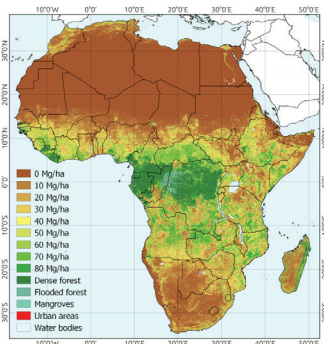 10°0'W 0°0' 10°0'E 20°0'E 30°0'E 40°0'E 50°0'E
30°0'N
20°0'N
10°0'N
0°0'
10°0'S
20°0'S
30°0'S
0 Mg/ha
10 Mg/ha
20 Mg/ha
30 Mg/ha
40 Mg/ha
50 Mg/ha
60 Mg/ha
70 Mg/ha
80 Mg/ha
Dense forest
Flooded forest
Mangroves
Urban areas
Water bodies
10°0'W 0°0' 10°0'E 20°0'E 30°0'E 40°0'E 50°0'E